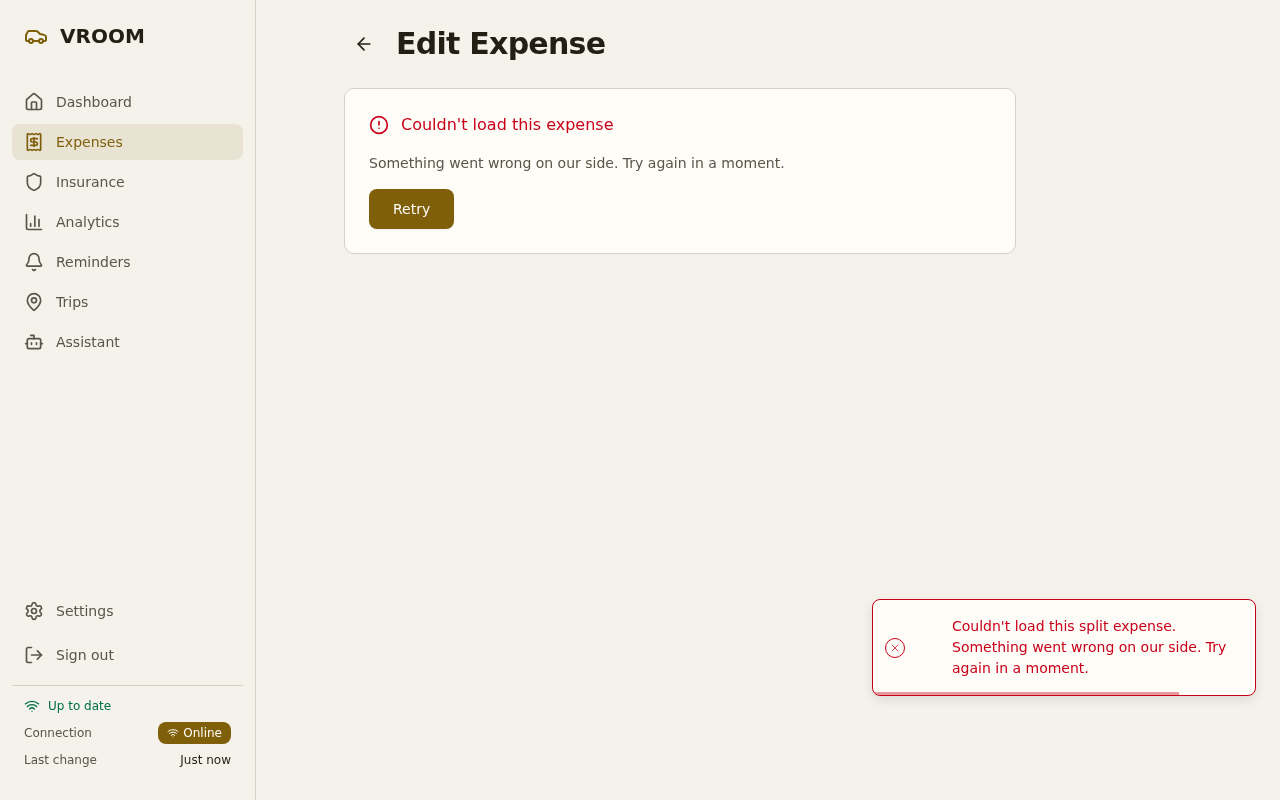 VROOM
Dashboard
Expenses
Insurance
Analytics
Reminders
Trips
Assistant
Settings
Sign out
Up to date
Connection
Online
Last change
Just now
Edit Expense
Couldn't load this expense
Something went wrong on our side. Try again in a moment.
Retry
Couldn't load this split expense.
Something went wrong on our side. Try
again in a moment.